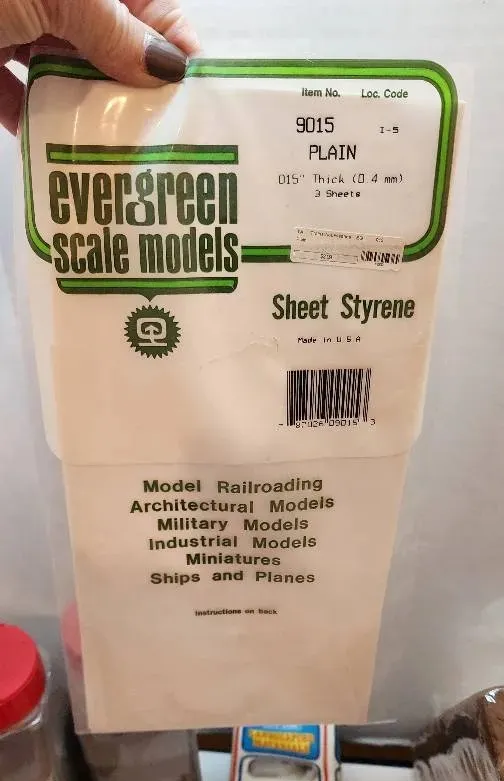 Item No. Loc. Code
9015 I-5
PLAIN
.015" Thick (0.4 mm)
3 Sheets
evergreen
scale models
Sheet Styrene
Made in U.S.A
Model Railroading
Architectural Models
Military Models
Industrial Models
Miniatures
Ships and Planes
Instructions on back